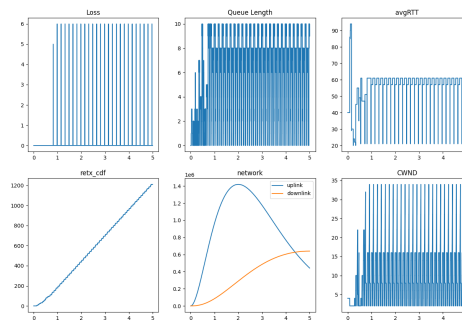 Loss
Queue Length
avgRTT
6
5
4
3
2
1
0
0 1 2 3 4 5
10
8
6
4
2
0
0 1 2 3 4 5
90
80
70
60
50
40
30
20
0 1 2 3 4
retx_cdf
network
CWND
1200
1000
800
600
400
200
0
0 1 2 3 4 5
1e6
1.4
1.2
1.0
0.8
0.6
0.4
0.2
0.0
uplink
downlink
0 1 2 3 4 5
35
30
25
20
15
10
5
0 1 2 3 4